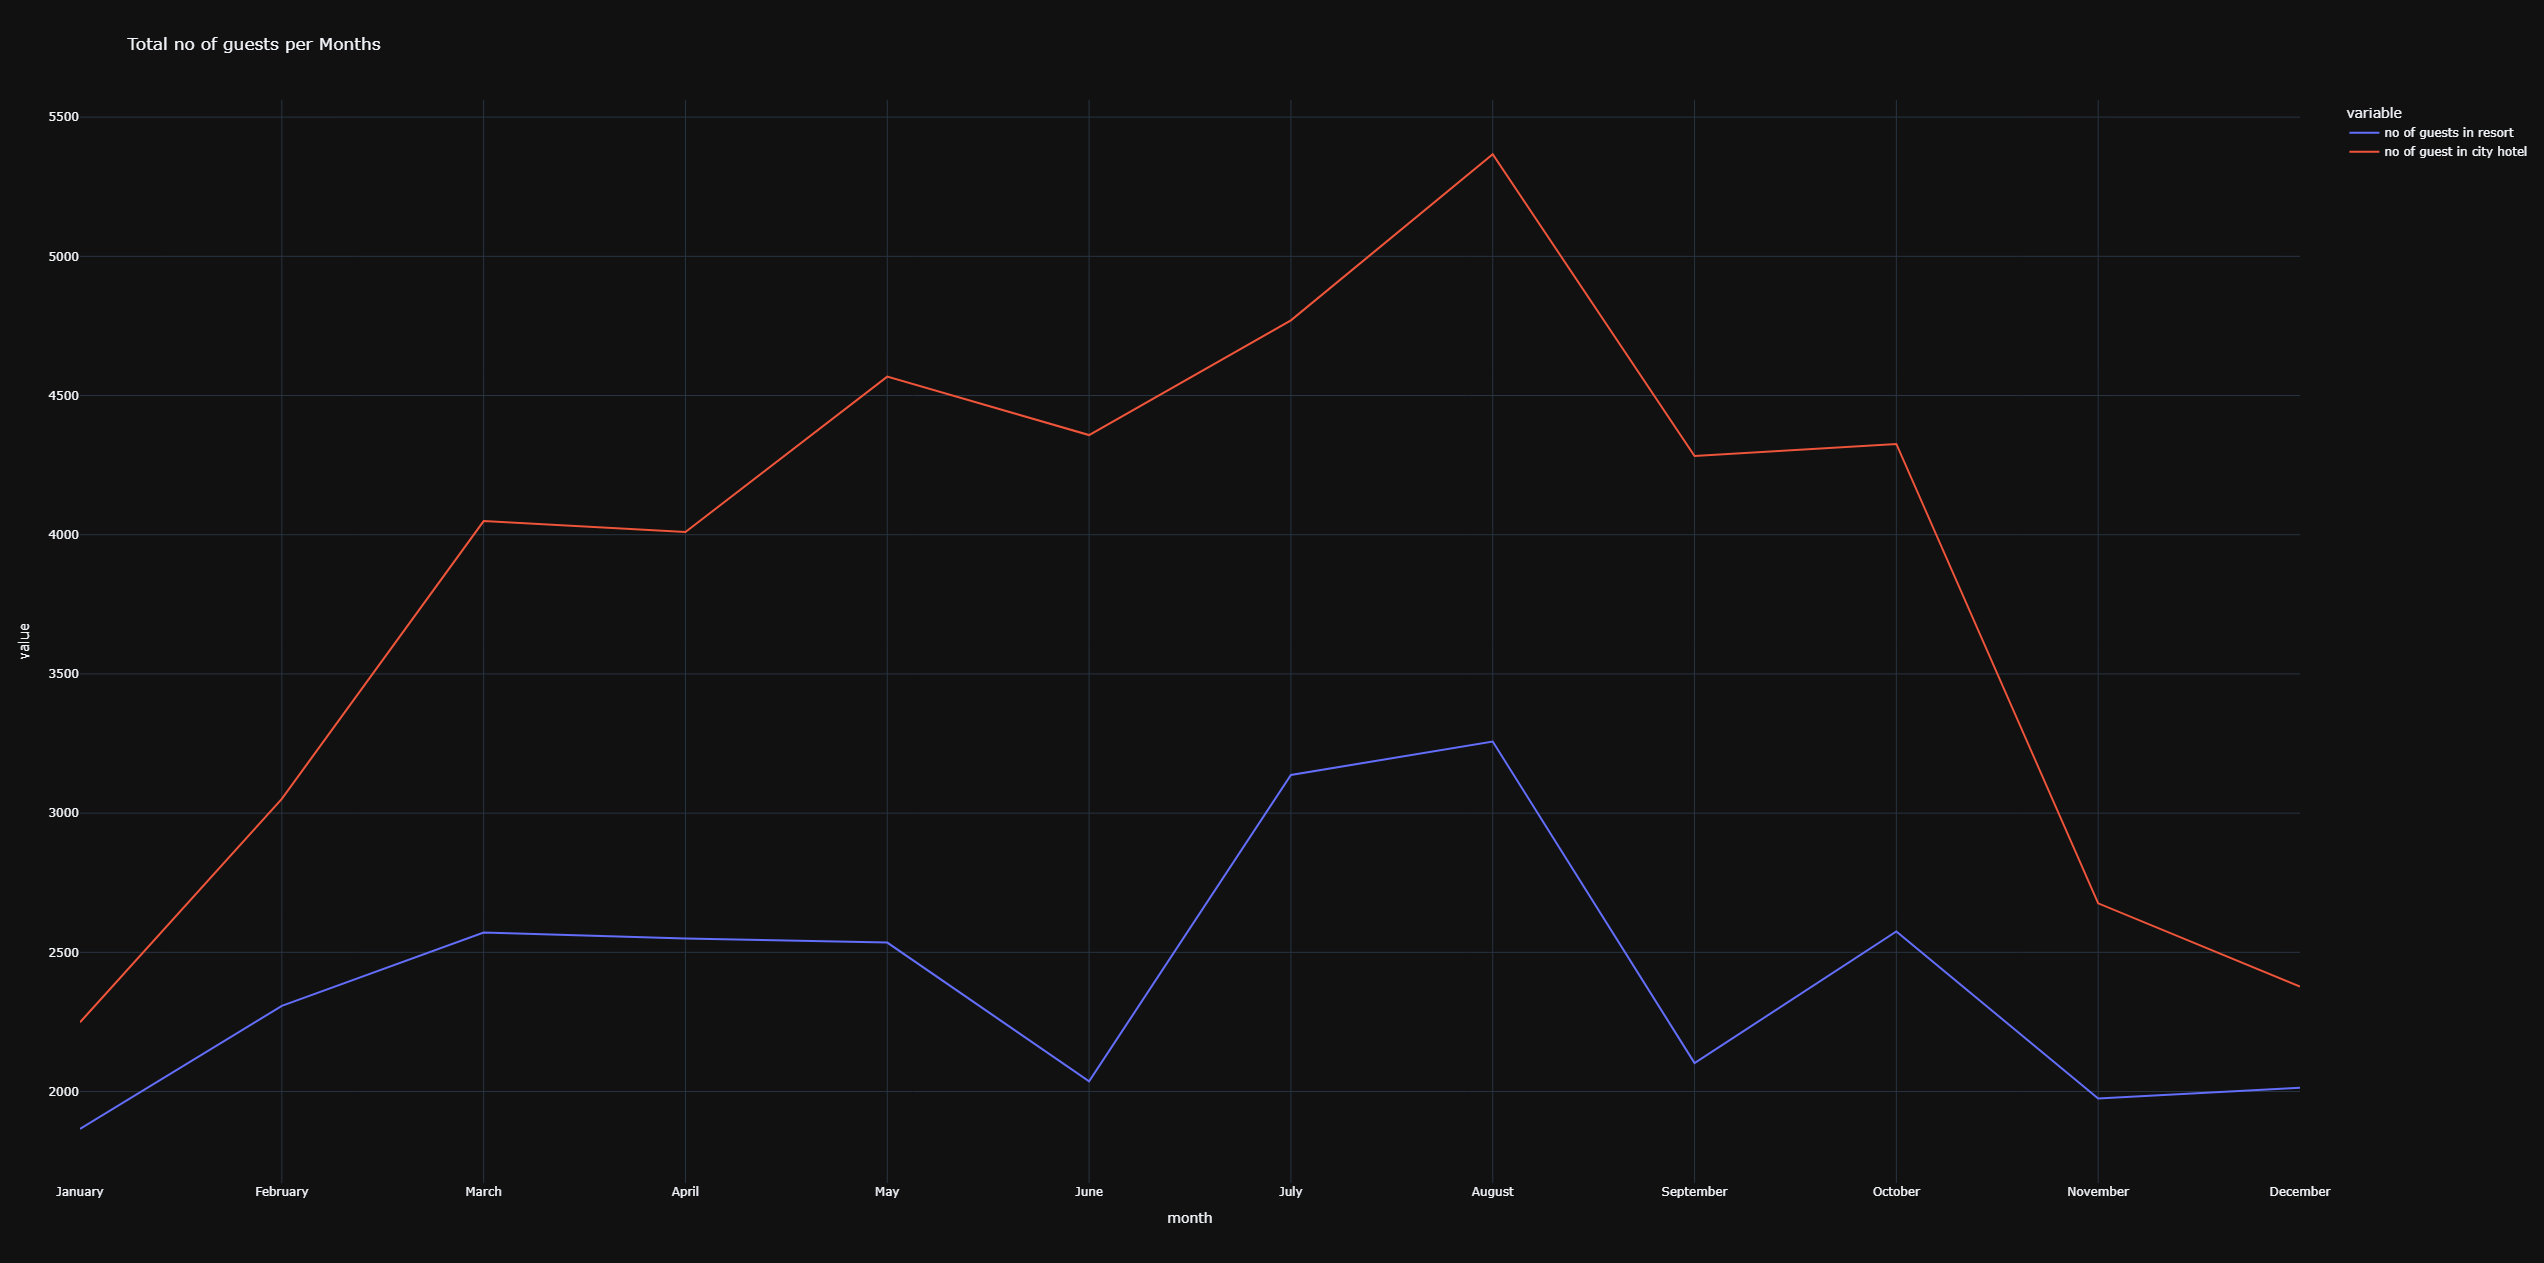 Total no of guests per Months
variable
no of guests in resort
no of guest in city hotel
5500
5000
4500
4000
3500
3000
2500
2000
value
January February March April May June July August September October November December
month